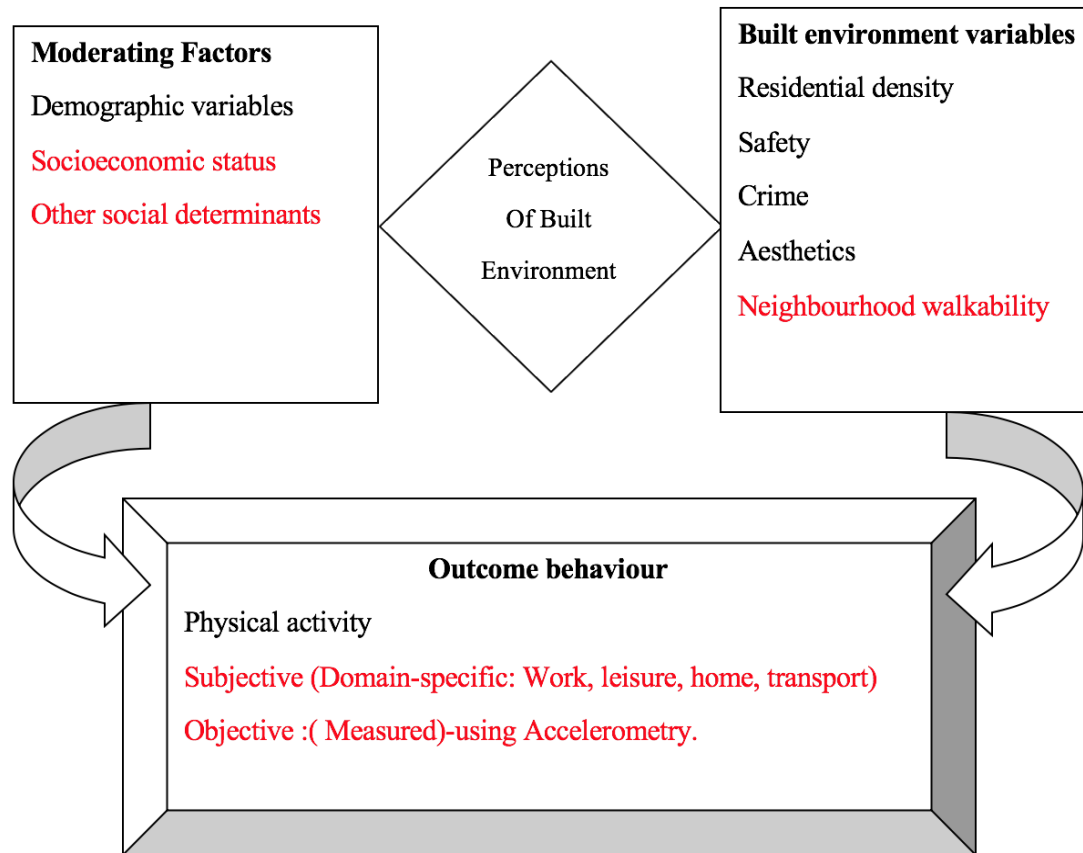 Moderating Factors
Demographic variables
Socioeconomic status
Other social determinants
Perceptions
Of Built
Environment
Built environment variables
Residential density
Safety
Crime
Aesthetics
Neighbourhood walkability
Outcome behaviour
Physical activity
Subjective (Domain-specific: Work, leisure, home, transport)
Objective :( Measured)-using Accelerometry.